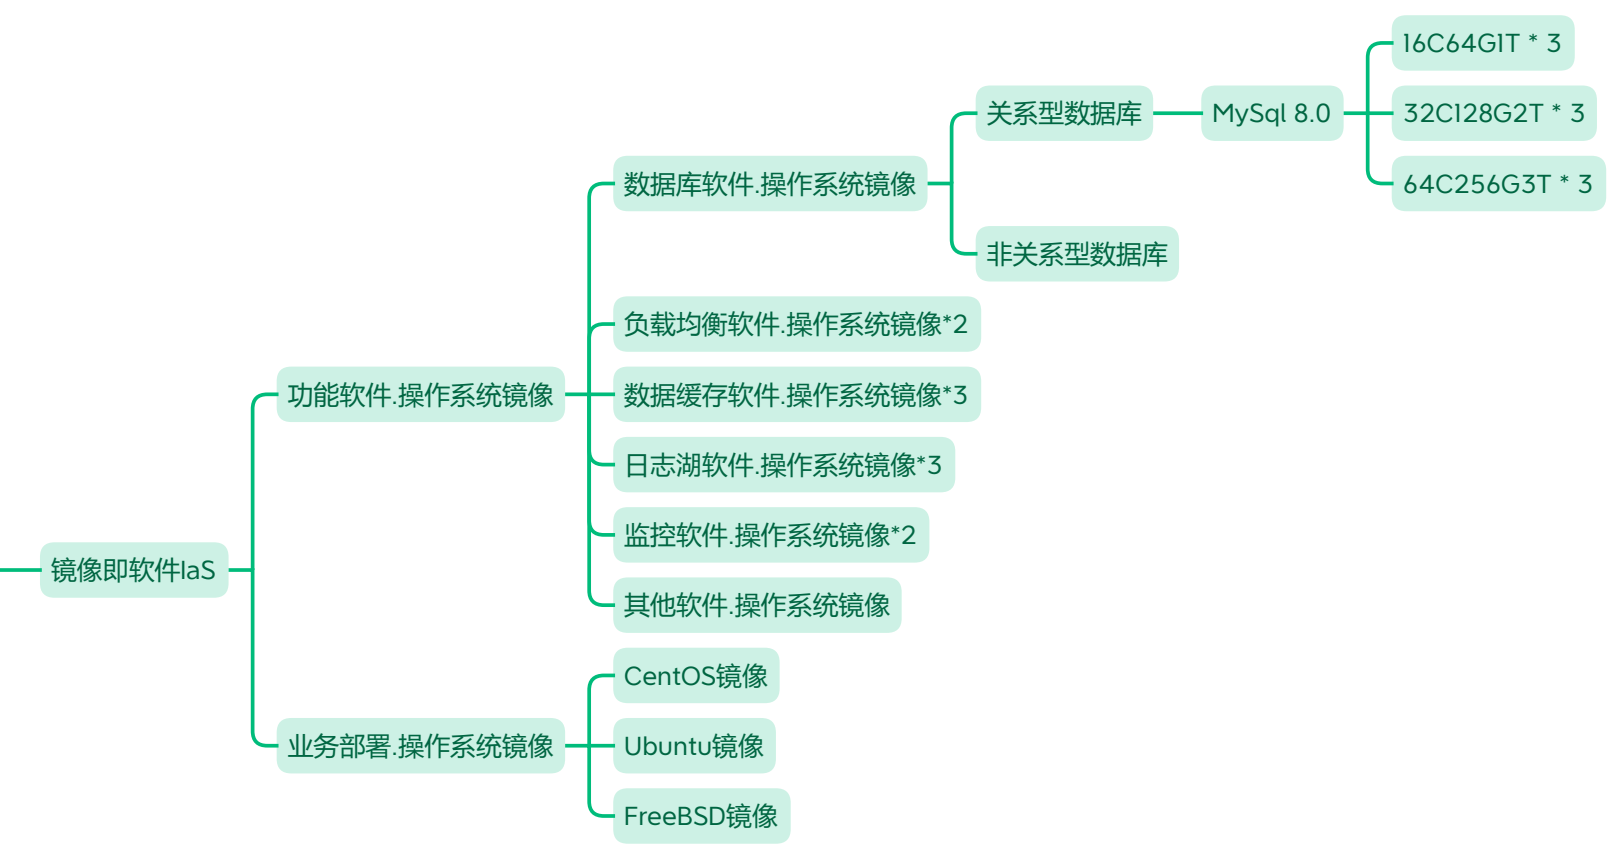 镜像即软件IaS
功能软件.操作系统镜像
数据库软件.操作系统镜像
关系型数据库
MySql 8.0
16C64G1T * 3
32C128G2T * 3
64C256G3T * 3
非关系型数据库
负载均衡软件.操作系统镜像*2
数据缓存软件.操作系统镜像*3
日志湖软件.操作系统镜像*3
监控软件.操作系统镜像*2
其他软件.操作系统镜像
业务部署.操作系统镜像
CentOS镜像
Ubuntu镜像
FreeBSD镜像